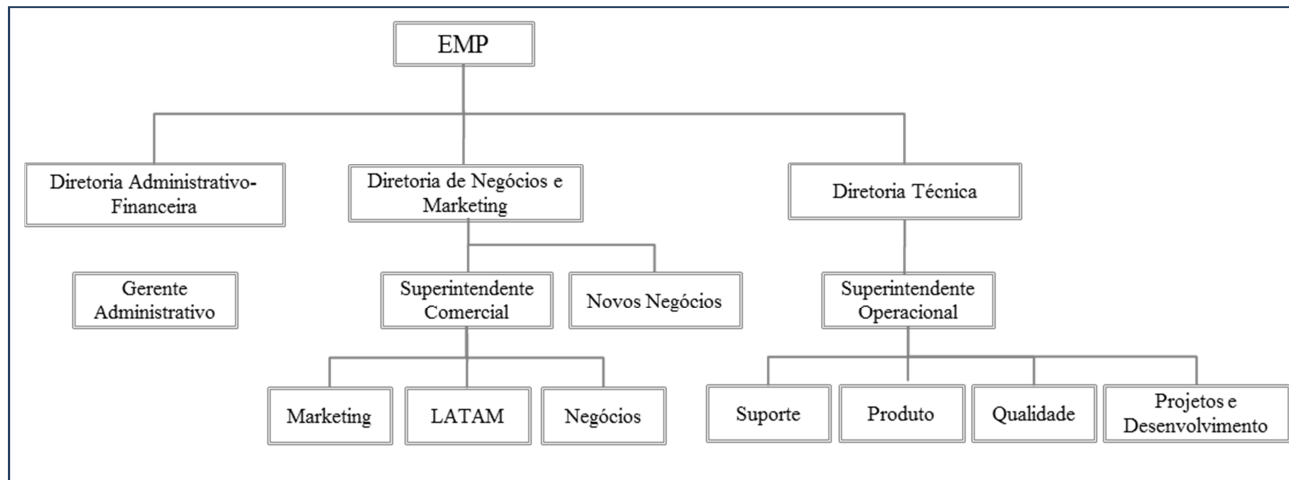 EMP
Diretoria Administrativo-
Financeira
Diretoria de Negócios e
Marketing
Diretoria Técnica
Gerente
Administrativo
Superintendente
Comercial
Novos Negócios
Superintendente
Operacional
Marketing
LATAM
Negócios
Suporte
Produto
Qualidade
Projetos e
Desenvolvimento